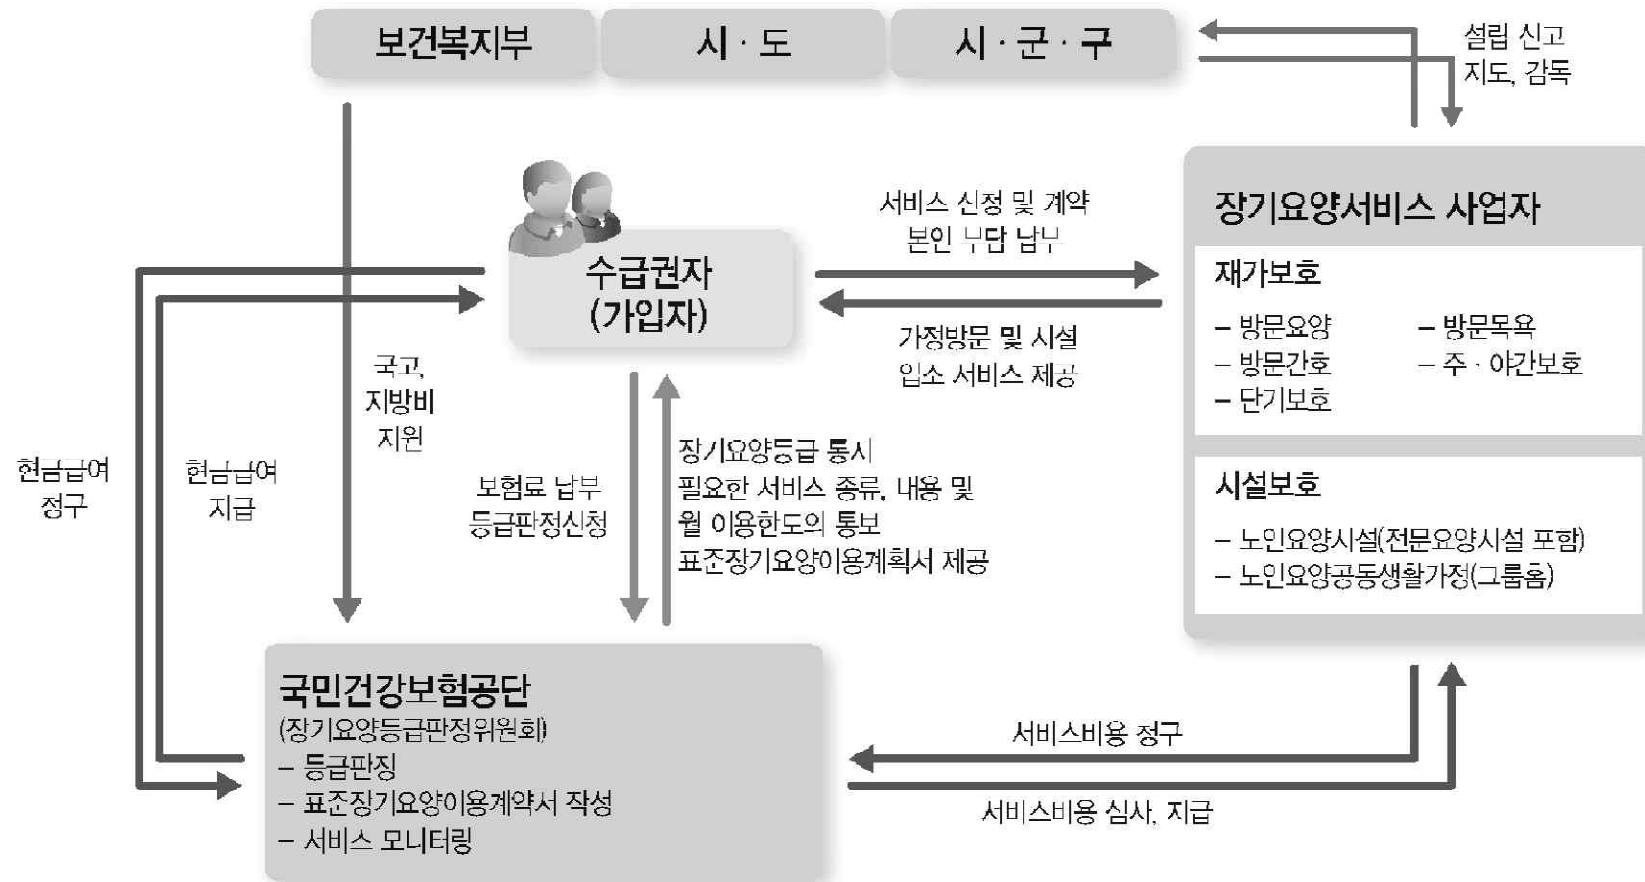 보건복지부
시 · 도
시 · 군 · 구
설립 신고
지도, 감독
장기요양서비스 사업자
재가보호
– 방문요양
– 방문목욕
– 방문간호
– 주 · 야간보호
– 단기보호
시설보호
– 노인요양시설(전문요양시설 포함)
– 노인요양공동생활가정(그룹홈)
서비스 신청 및 계약
본인 부담 납부
수급권자
(가입자)
가정방문 및 시설
입소 서비스 제공
국고,
지방비
지원
현금급여
청구
현금급여
지급
보험료 납부
등급판정신청
장기요양등급 통시
필요한 서비스 종류, 내용 및
월 이용한도의 통보
표준장기요양이용계획서 제공
국민건강보험공단
(장기요양등급판정위원회)
– 등급판정
– 표준장기요양이용계약서 작성
– 서비스 모니터링
서비스비용 청구
서비스비용 심사, 지급